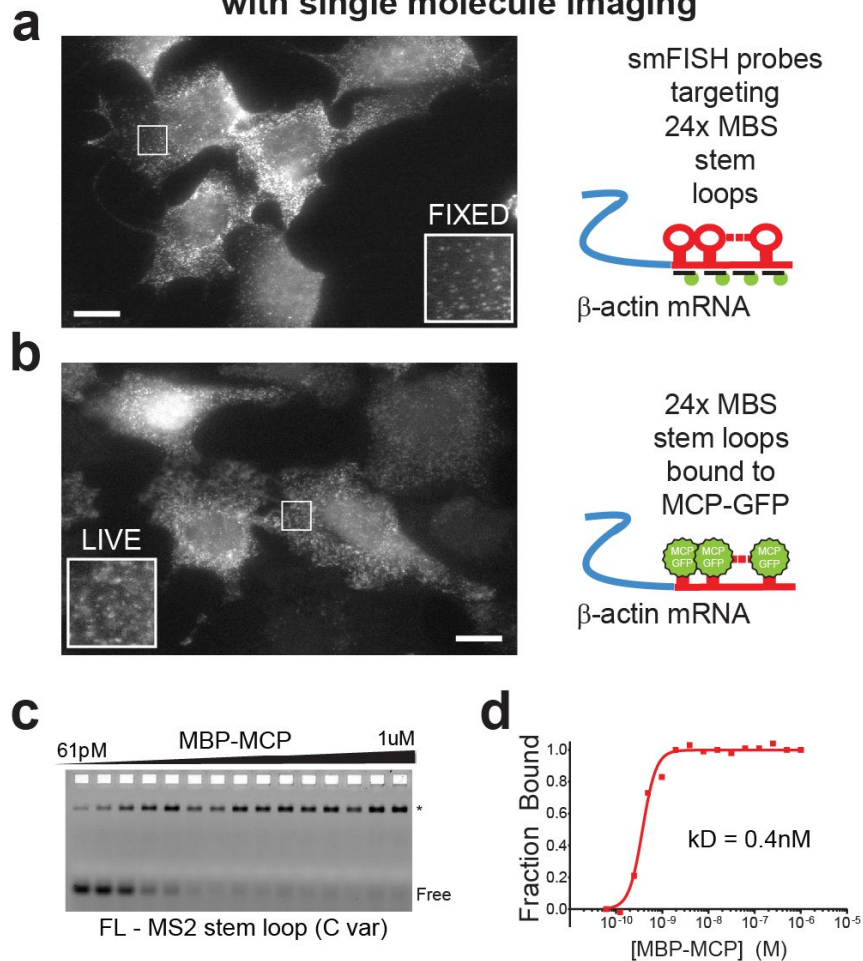 with single molecule imaging
a
FIXED
smFISH probes
targeting
24x MBS
stem
loops
β-actin mRNA
b
LIVE
24x MBS
stem loops
bound to
MCP-GFP
MCP
GFP
MCP
GFP
MCP
GFP
β-actin mRNA
c
61pM
MBP-MCP
1uM
*
Free
FL - MS2 stem loop (C var)
d
Fraction Bound
1.0
0.8
0.6
0.4
0.2
0.0
kD = 0.4nM
10-10
10-9
10-8
10-7
10-6
10-5
[MBP-MCP] (M)